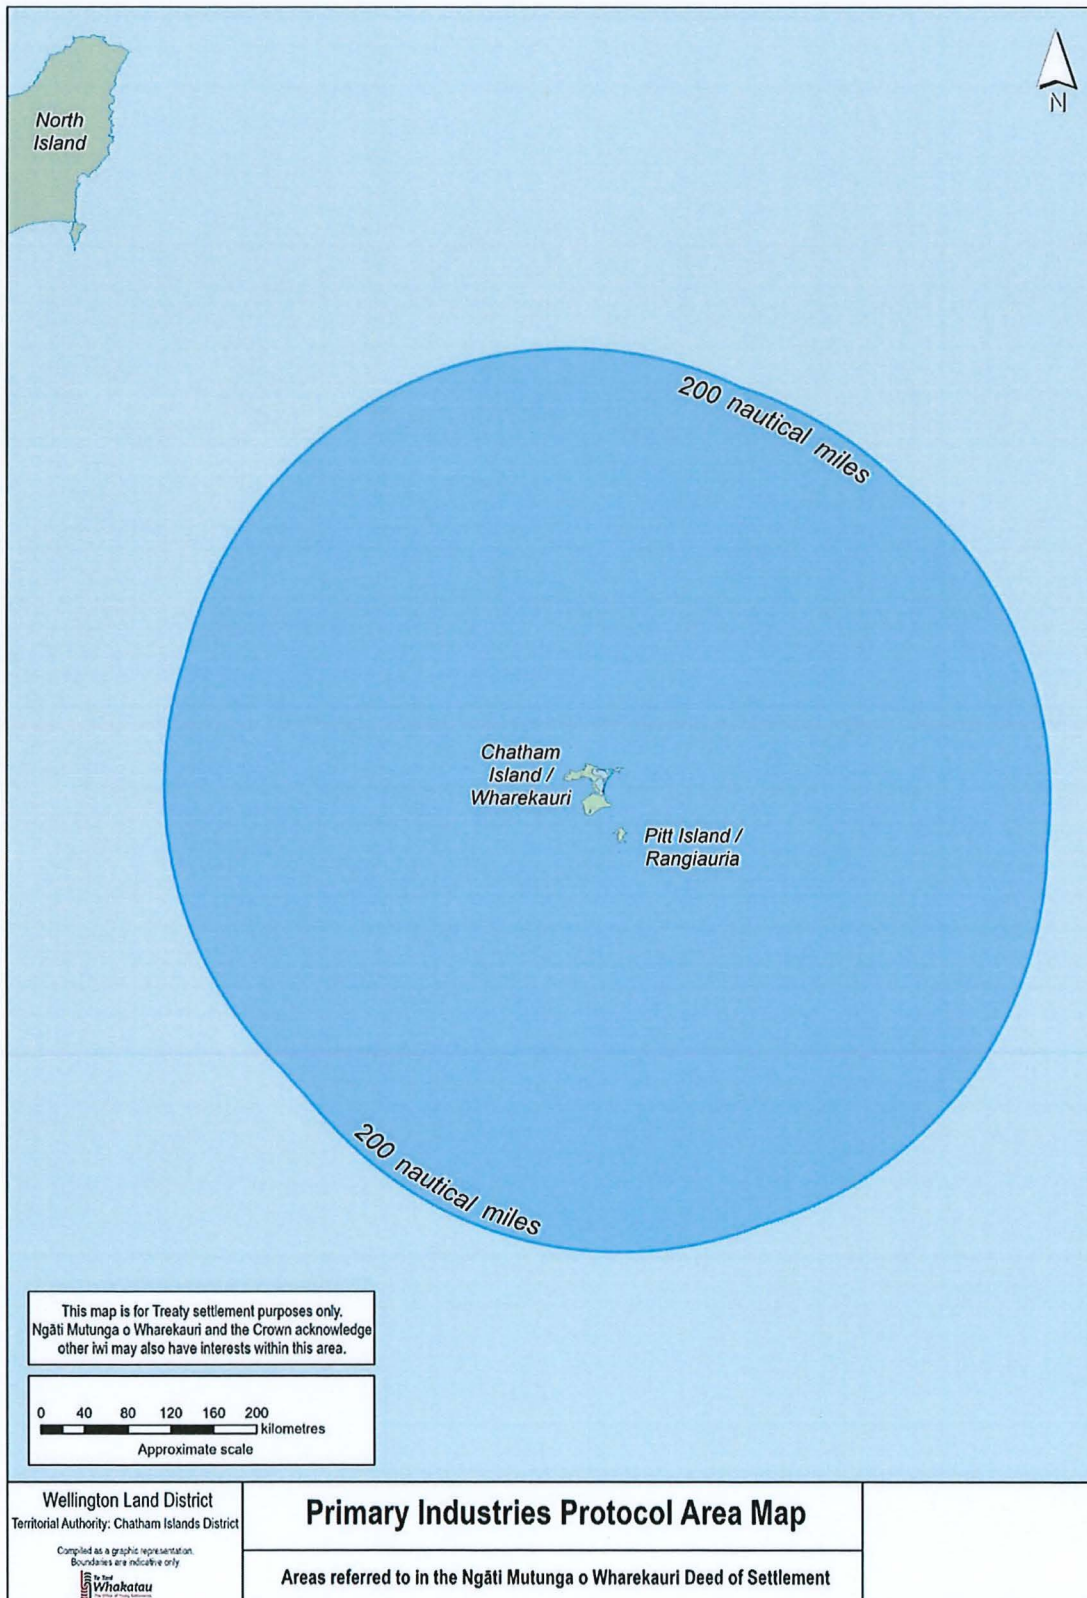 North
Island
N
200 nautical miles
Chatham
Island /
Wharekauri
Pitt Island /
Rangiauria
200 nautical miles
This map is for Treaty settlement purposes only.
Ngāti Mutunga o Wharekauri and the Crown acknowledge
other iwi may also have interests within this area.
0 40 80 120 160 200
kilometres
Approximate scale
Wellington Land District
Territorial Authority: Chatham Islands District
Compiled as a graphic representation.
Boundaries are indicative only.
Te Tari
Whakatau
Primary Industries Protocol Area Map
Areas referred to in the Ngāti Mutunga o Wharekauri Deed of Settlement